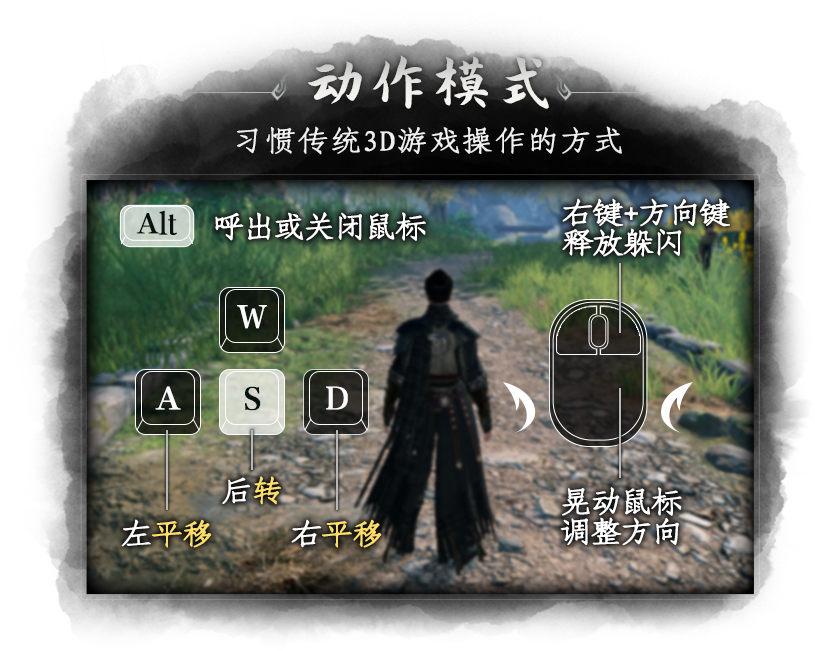 动作模式
习惯传统3D游戏操作的方式
Alt 呼出或关闭鼠标
右键+方向键
释放躲闪
W
A
S
D
后转
左平移
右平移
晃动鼠标
调整方向